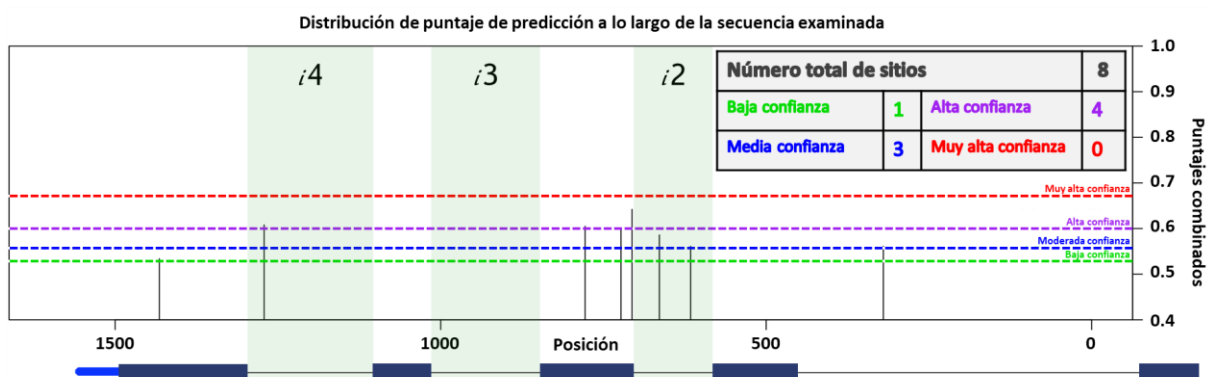 Distribución de puntaje de predicción a lo largo de la secuencia examinada
i4
i3
i2
Número total de sitios 8
Baja confianza 1 Alta confianza 4
Media confianza 3 Muy alta confianza 0
1.0
0.9
0.8
0.7
0.6
0.5
0.4
Puntajes combinados
Muy alta confianza
Alta confianza
Moderada confianza
Baja confianza
1500 1000 Posición 500 0